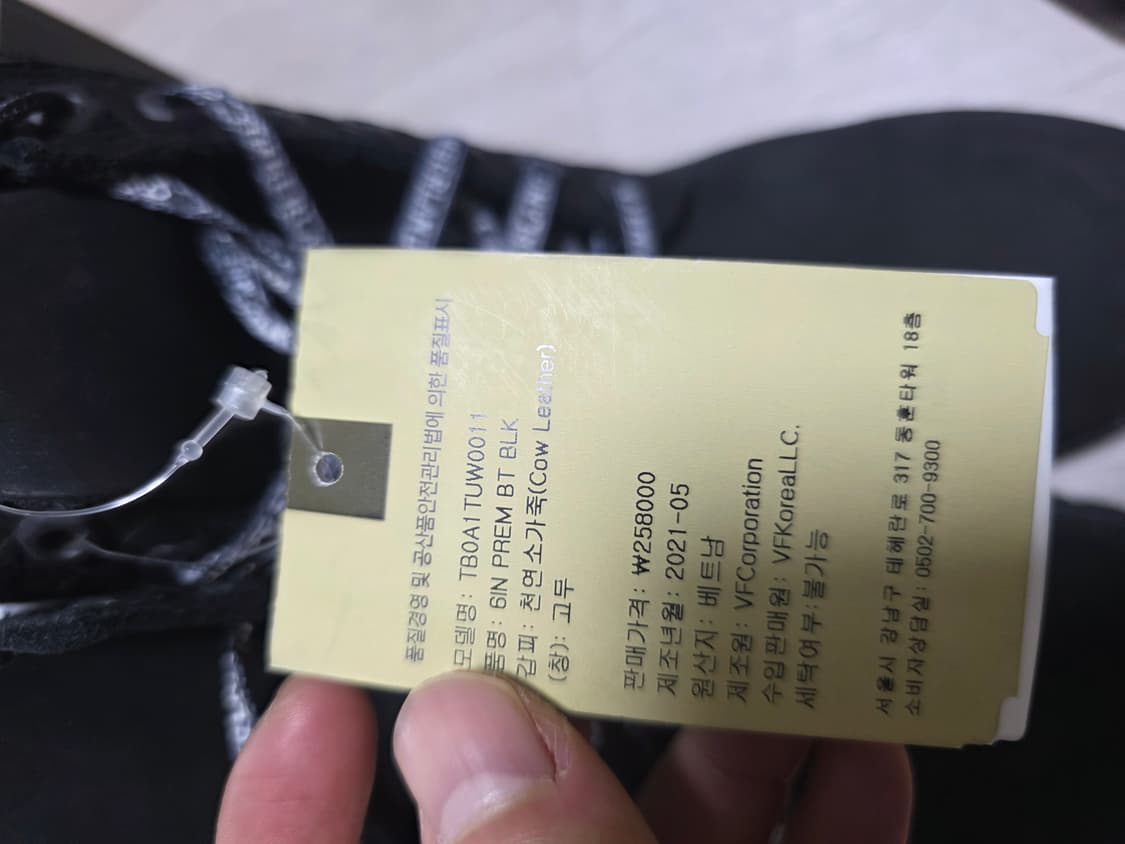 품질경영 및 공산품안전관리법에 의한 품질표시
모델명: TB0A1TUW0011
품명: 6IN PREM BT BLK
갑피: 천연소가죽(Cow Leather)
(창): 고무
판매가격: ₩258000
제조년월: 2021-05
원산지: 베트남
제조원: VFCorporation
수입판매원: VFKoreaLLC.
세탁여부:불가능
서울시 강남구 테헤란로 317 동훈타워 18층
소비자상담실: 0502-700-9300